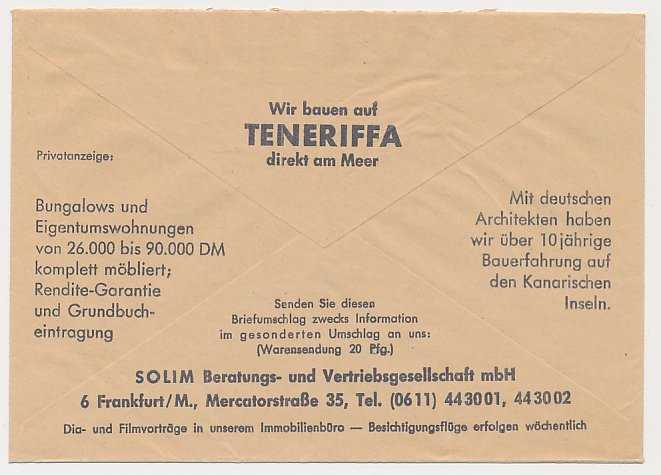 Wir bauen auf
TENERIFFA
direkt am Meer
Privatanzeige:
Bungalows und
Eigentumswohnungen
von 26.000 bis 90.000 DM
komplett möbliert;
Rendite-Garantie
und Grundbuch-
eintragung
Mit deutschen
Architekten haben
wir über 10jährige
Bauerfahrung auf
den Kanarischen
Inseln.
Senden Sie diesen
Briefumschlag zwecks Information
im gesonderten Umschlag an uns:
(Warensendung 20 Pfg.)
SOLIM Beratungs- und Vertriebsgesellschaft mbH
6 Frankfurt/M., Mercatorstraße 35, Tel. (0611) 443001, 443002
Dia- und Filmvorträge in unserem Immobilienbüro — Besichtigungsflüge erfolgen wöchentlich